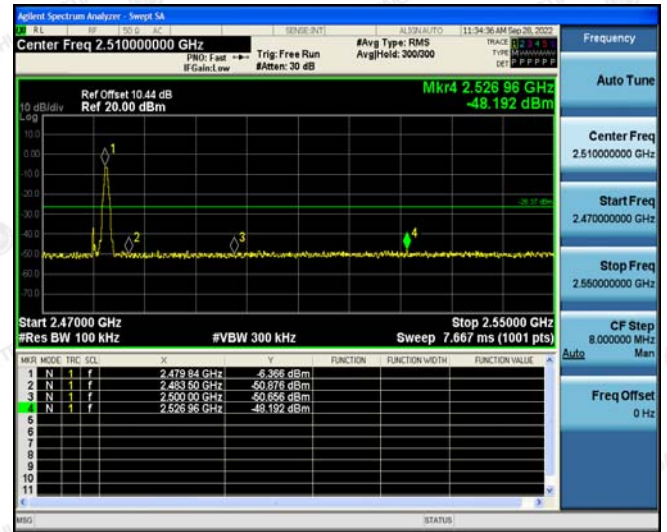 Agilent Spectrum Analyzer - Swept SA
RL RF 50 Ω AC SENSE:INT ALIGN AUTO 11:34:36 AM Sep 28, 2022
Center Freq 2.510000000 GHz #Avg Type: RMS TRACE 1 2 3 4 5 6
PNO: Fast Trig: Free Run Avg|Hold: 300/300 TYPE
IFGain:Low #Atten: 30 dB DET P P P P P P
Mkr4 2.526 96 GHz
Ref Offset 10.44 dB
10 dB/div Ref 20.00 dBm -48.192 dBm
Log
10.0
0.00
-10.0
-20.0
-30.0
-40.0
-50.0
-60.0
-70.0
1
2
3
4
-26.37 dBm
Start 2.47000 GHz Stop 2.55000 GHz
#Res BW 100 kHz #VBW 300 kHz Sweep 7.667 ms (1001 pts)
MKR MODE TRC SCL X Y FUNCTION FUNCTION WIDTH FUNCTION VALUE
1 N 1 f 2.479 84 GHz -6.366 dBm
2 N 1 f 2.483 50 GHz -50.876 dBm
3 N 1 f 2.500 00 GHz -50.656 dBm
4 N 1 f 2.526 96 GHz -48.192 dBm
5
6
7
8
9
10
11
MSG STATUS
Frequency
Auto Tune
Center Freq
2.510000000 GHz
Start Freq
2.470000000 GHz
Stop Freq
2.550000000 GHz
CF Step
8.000000 MHz
Auto Man
Freq Offset
0 Hz